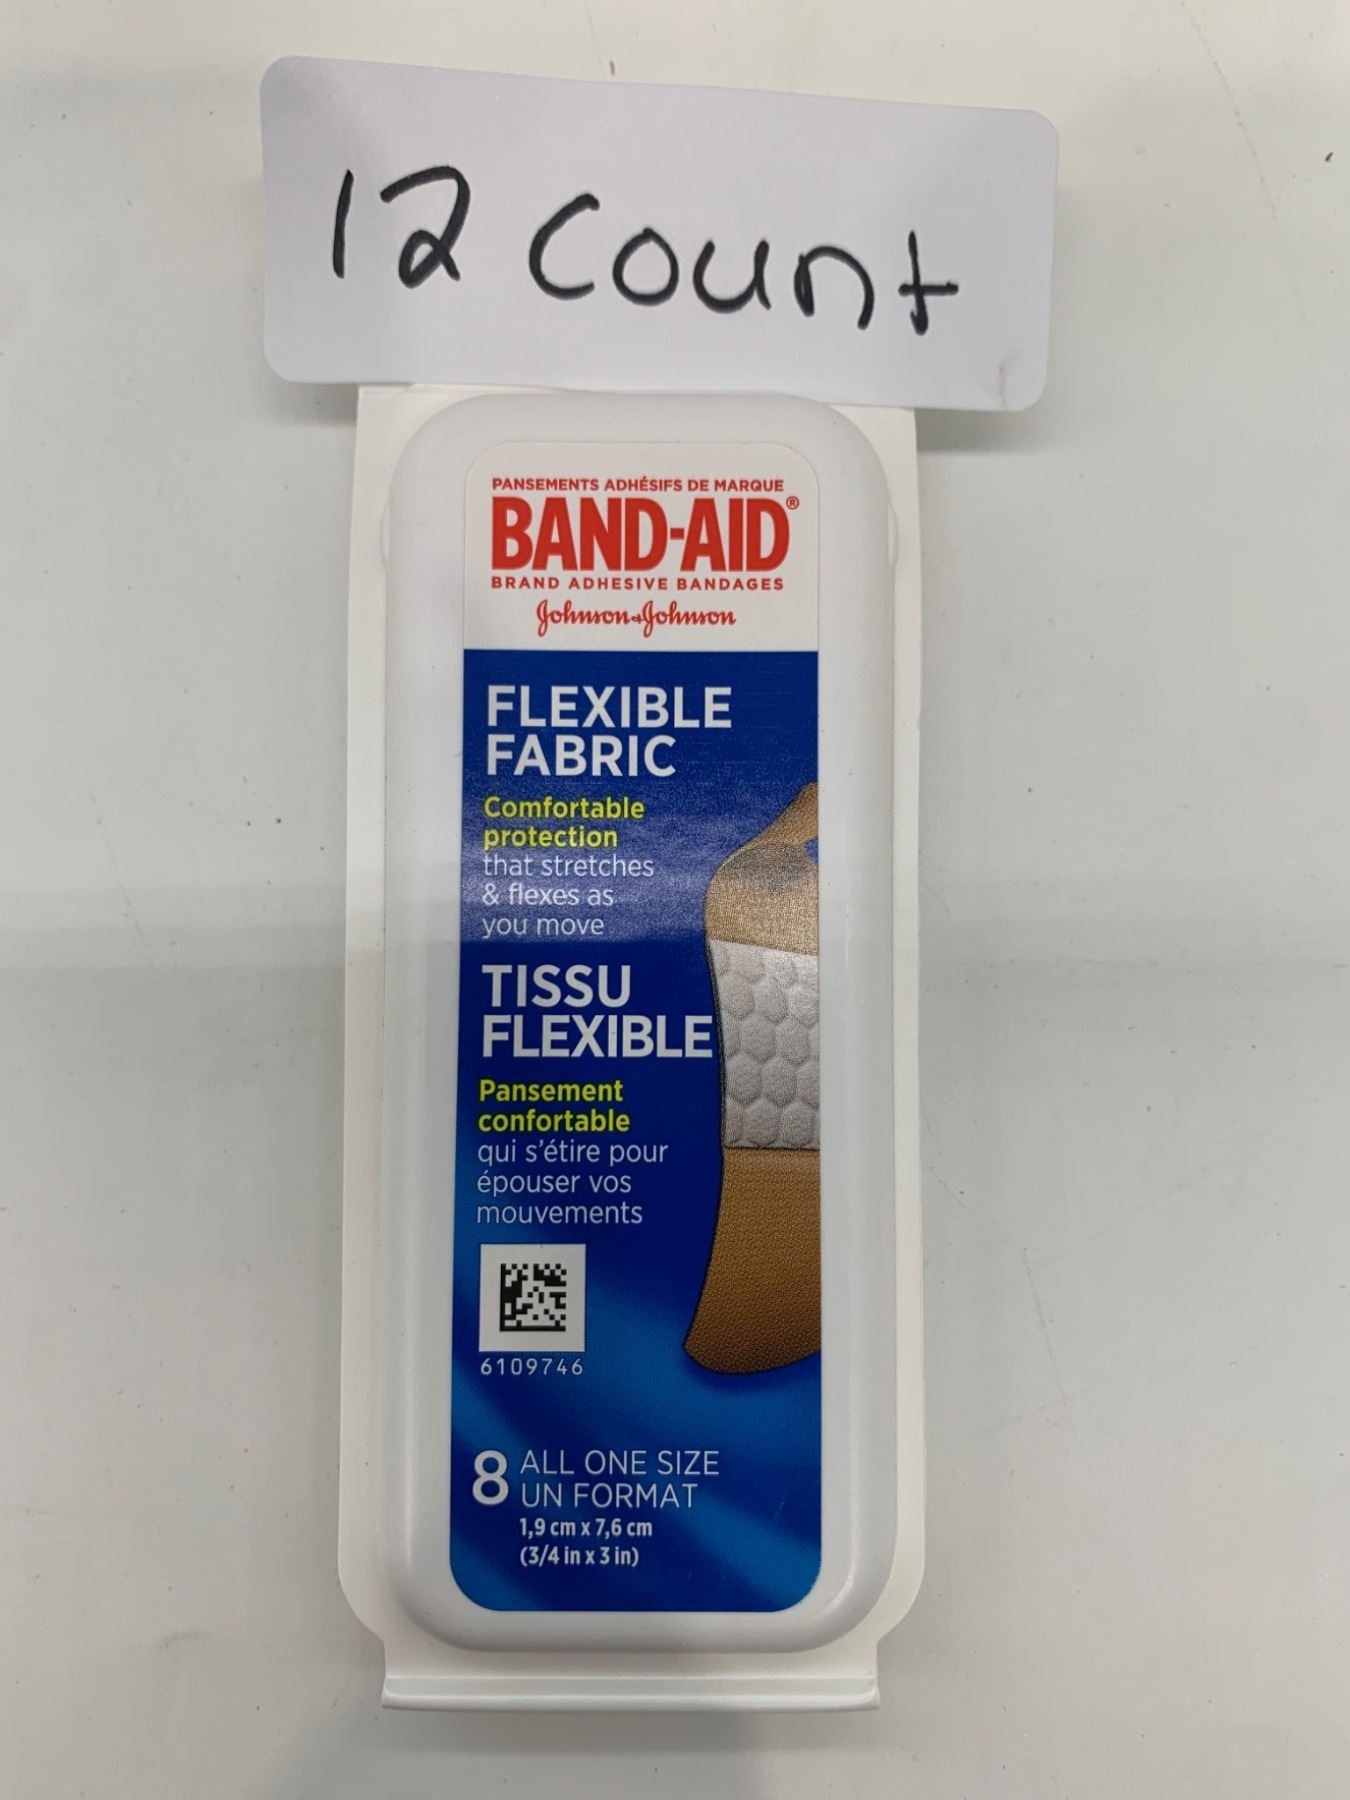 12 Count
PANSEMENTS ADHÉSIFS DE MARQUE
BAND-AID®
BRAND ADHESIVE BANDAGES
Johnson & Johnson
FLEXIBLE
FABRIC
Comfortable
protection
that stretches
& flexes as
you move
TISSU
FLEXIBLE
Pansement
confortable
qui s'étire pour
épouser vos
mouvements
6109746
8 ALL ONE SIZE
UN FORMAT
1,9 cm x 7,6 cm
(3/4 in x 3 in)